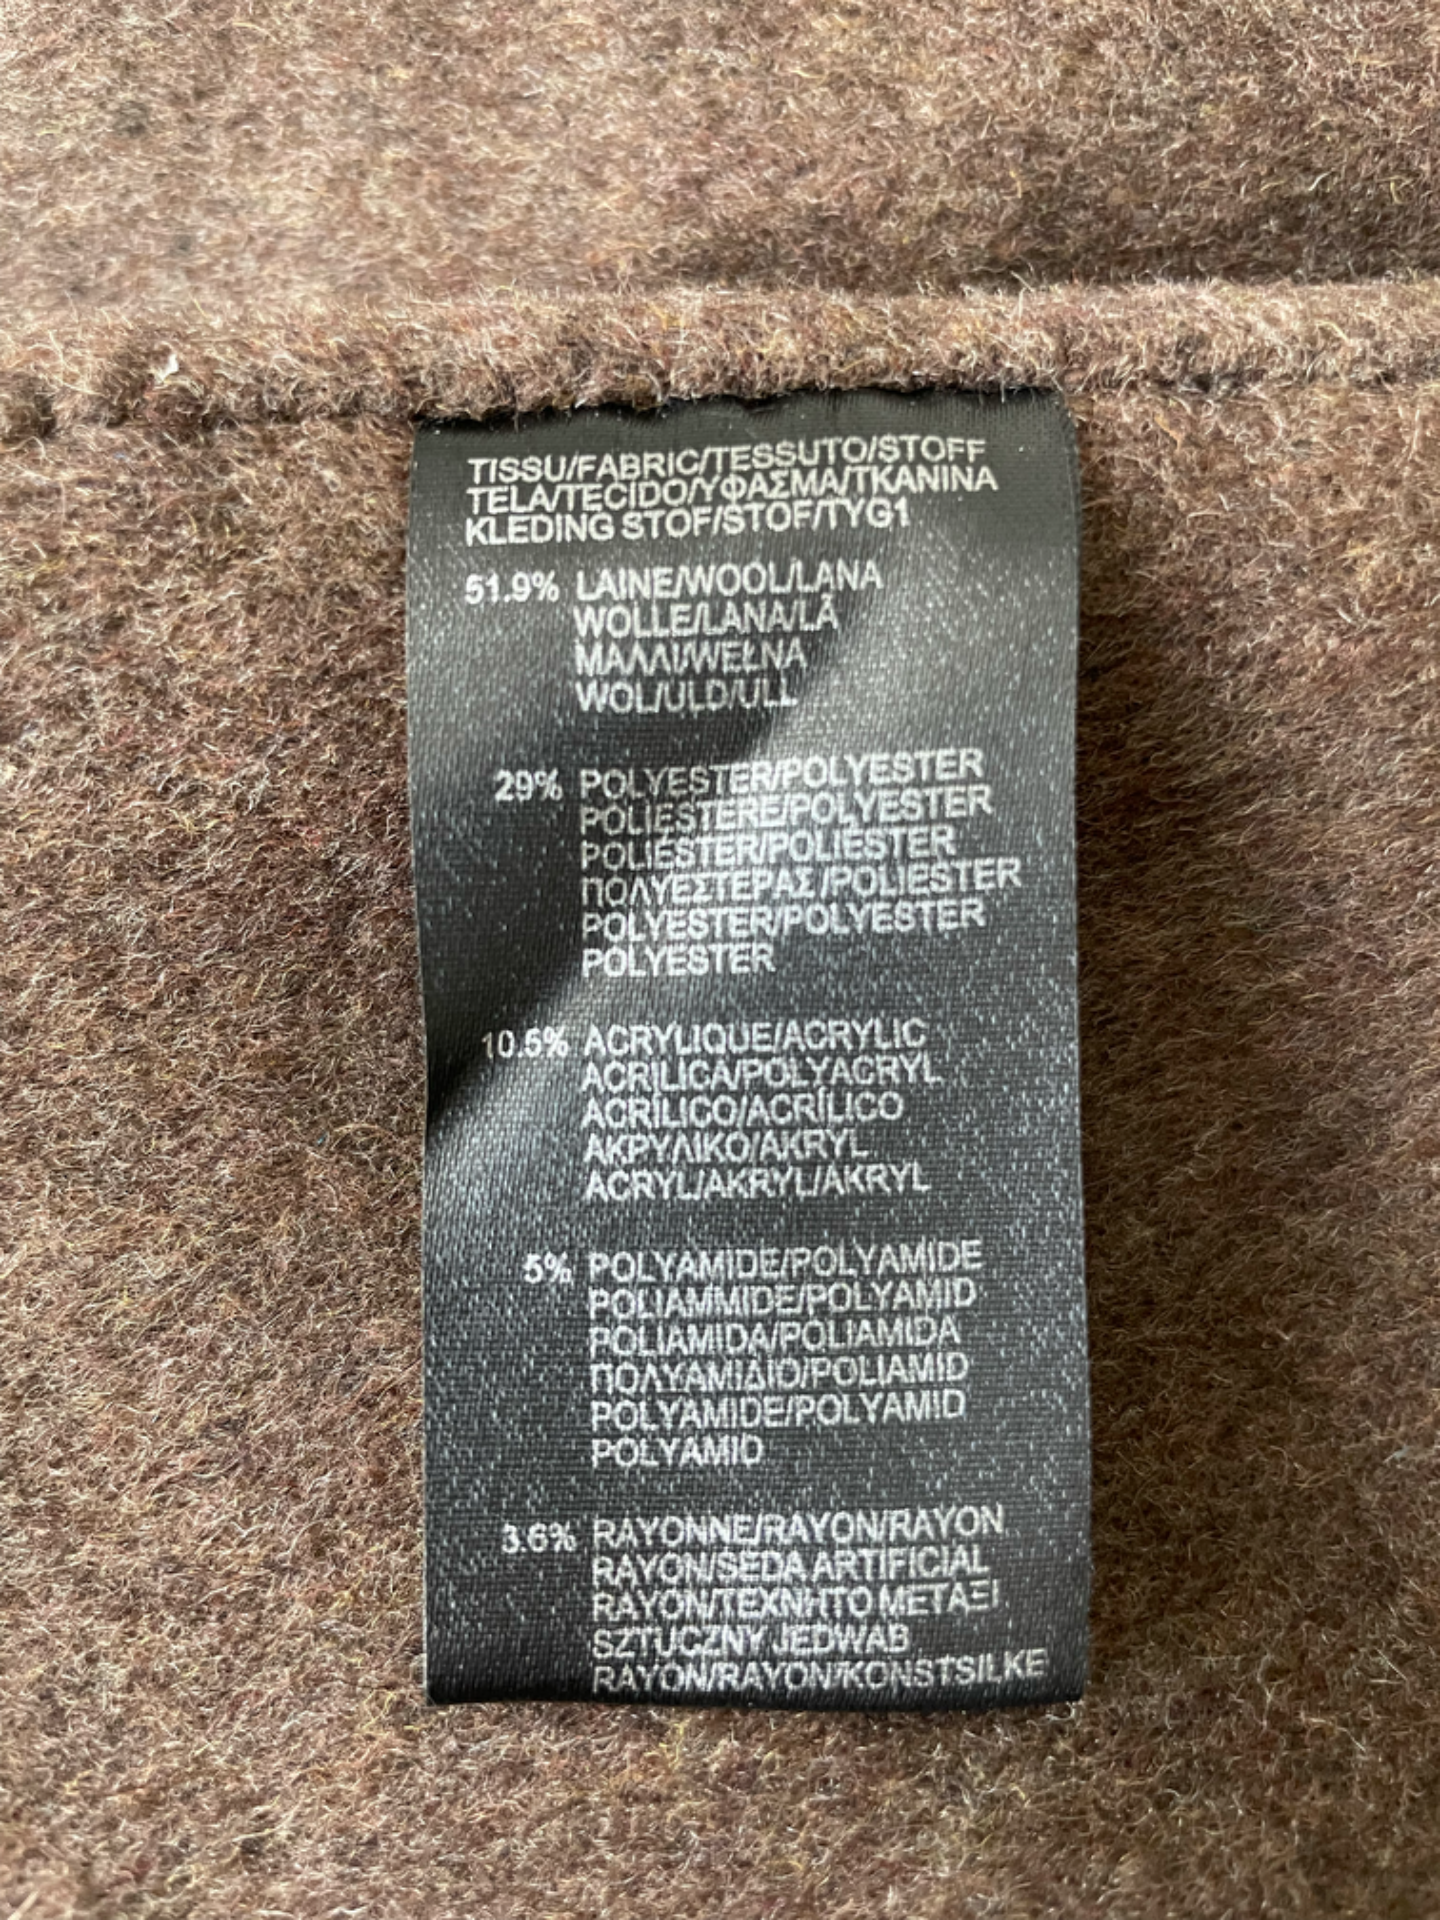 TISSU/FABRIC/TESSUTO/STOFF
TELA/TECIDO/ΥΦΑΣΜΑ/TKANINA
KLEDING STOF/STOF/TYG1
51.9% LAINE/WOOL/LANA
WOLLE/LANA/LÃ
ΜΑΛΛΙ/WEŁNA
WOL/ULD/ULL
29% POLYESTER/POLYESTER
POLIESTERE/POLYESTER
POLIÉSTER/POLIÉSTER
ΠΟΛΥΕΣΤΕΡΑΣ/POLIESTER
POLYESTER/POLYESTER
POLYESTER
10.5% ACRYLIQUE/ACRYLIC
ACRILICA/POLYACRYL
ACRÍLICO/ACRÍLICO
ΑΚΡΥΛΙΚΟ/AKRYL
ACRYL/AKRYL/AKRYL
5% POLYAMIDE/POLYAMIDE
POLIAMMIDE/POLYAMID
POLIAMIDA/POLIAMIDA
ΠΟΛΥΑΜΙΔΙΟ/POLIAMID
POLYAMIDE/POLYAMID
POLYAMID
3.6% RAYONNE/RAYON/RAYON
RAYON/SEDA ARTIFICIAL
RAYON/ΤΕΧΝΗΤΟ ΜΕΤΑΞΙ
SZTUCZNY JEDWAB
RAYON/RAYON/KONSTSILKE